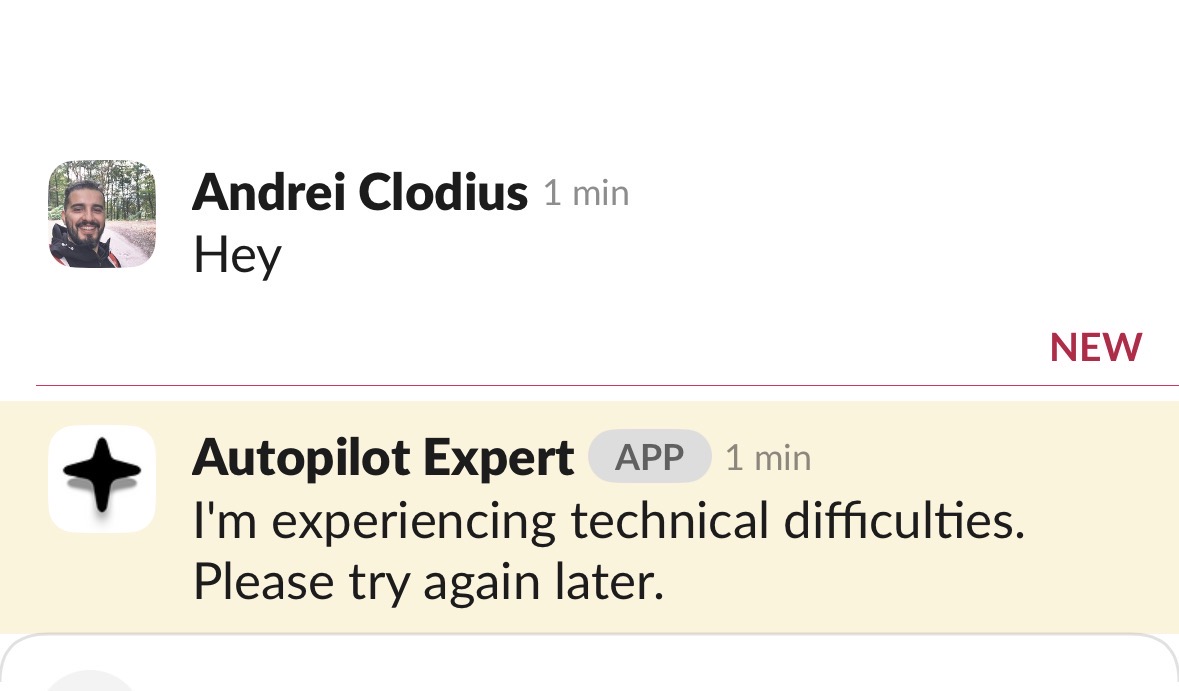 Andrei Clodius 1 min
Hey
NEW
Autopilot Expert APP 1 min
I'm experiencing technical difficulties.
Please try again later.